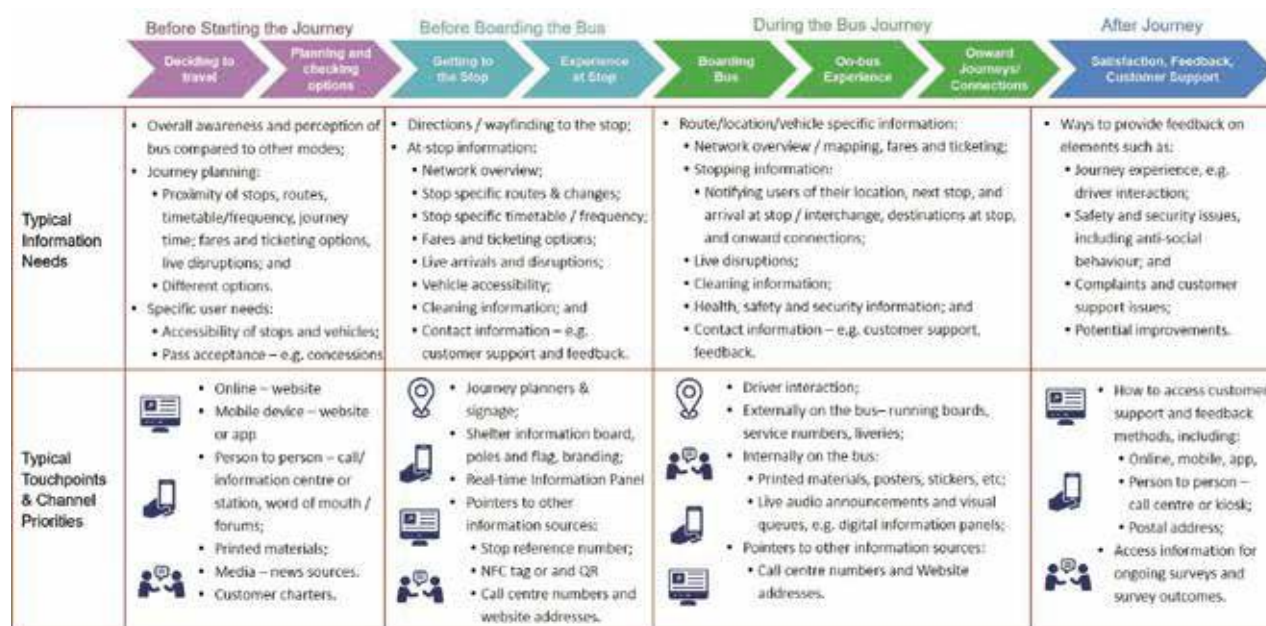 Before Starting the Journey
Before Boarding the Bus
During the Bus Journey
After Journey
Deciding to
travel
Planning and
checking
options
Getting to
the Stop
Experience
at Stop
Boarding
Bus
On-bus
Experience
Onward
Journeys/
Connections
Satisfaction, Feedback,
Customer Support
Typical
Information
Needs
• Overall awareness and perception of
bus compared to other modes;
• Journey planning:
• Proximity of stops, routes,
timetable/frequency, journey
time; fares and ticketing options,
live disruptions; and
• Different options.
• Specific user needs:
• Accessibility of stops and vehicles;
• Pass acceptance – e.g. concessions
• Directions / wayfinding to the stop;
• At-stop information:
• Network overview;
• Stop specific routes & changes;
• Stop specific timetable / frequency;
• Fares and ticketing options;
• Live arrivals and disruptions;
• Vehicle accessibility;
• Cleaning information; and
• Contact information – e.g.
customer support and feedback.
• Route/location/vehicle specific information:
• Network overview / mapping, fares and ticketing;
• Stopping information:
• Notifying users of their location, next stop, and
arrival at stop / interchange, destinations at stop,
and onward connections;
• Live disruptions;
• Cleaning information;
• Health, safety and security information; and
• Contact information – e.g. customer support,
feedback.
• Ways to provide feedback on
elements such as:
• Journey experience, e.g.
driver interaction;
• Safety and security issues,
including anti-social
behaviour; and
• Complaints and customer
support issues;
• Potential improvements.
Typical
Touchpoints
& Channel
Priorities
• Online – website
• Mobile device – website
or app
• Person to person – call/
information centre or
station, word of mouth /
forums;
• Printed materials;
• Media – news sources.
• Customer charters.
• Journey planners &
signage;
• Shelter information board,
poles and flag, branding;
• Real-time Information Panel
• Pointers to other
information sources:
• Stop reference number;
• NFC tag or and QR
• Call centre numbers and
website addresses.
• Driver interaction;
• Externally on the bus– running boards,
service numbers, liveries;
• Internally on the bus:
• Printed materials, posters, stickers, etc;
• Live audio announcements and visual
queues, e.g. digital information panels;
• Pointers to other information sources:
• Call centre numbers and Website
addresses.
• How to access customer
support and feedback
methods, including:
• Online, mobile, app,
• Person to person –
call centre or kiosk;
• Postal address;
• Access information for
ongoing surveys and
survey outcomes.